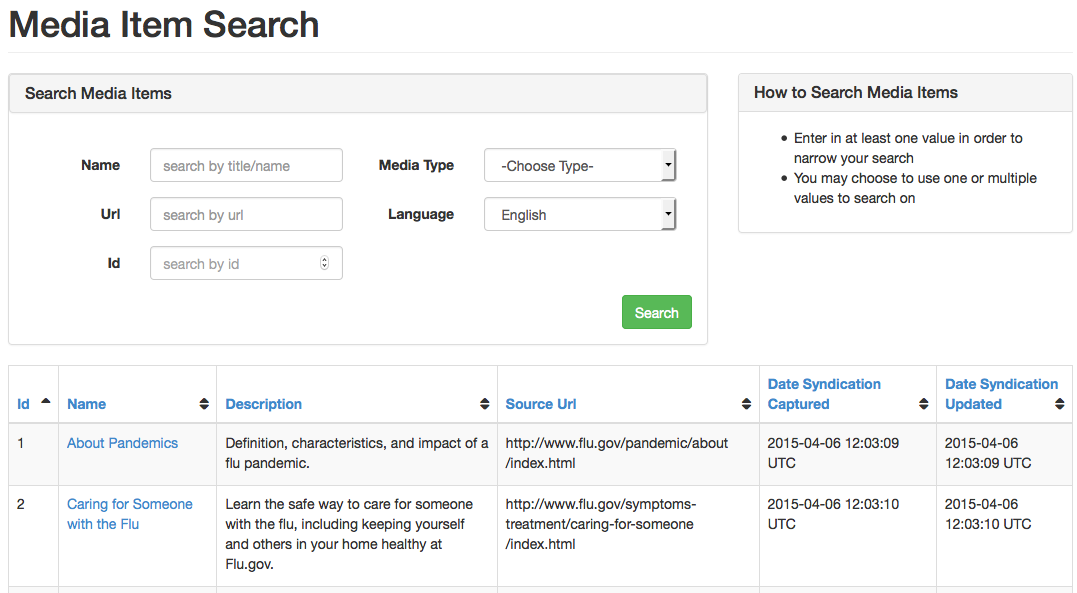 Media Item Search
Search Media Items
Name
search by title/name
Media Type
-Choose Type-
Url
search by url
Language
English
Id
search by id
Search
How to Search Media Items
Enter in at least one value in order to
narrow your search
You may choose to use one or multiple
values to search on
Id
Name
Description
Source Url
Date Syndication
Captured
Date Syndication
Updated
1
About Pandemics
Definition, characteristics, and impact of a
flu pandemic.
http://www.flu.gov/pandemic/about
/index.html
2015-04-06 12:03:09
UTC
2015-04-06
12:03:09 UTC
2
Caring for Someone
with the Flu
Learn the safe way to care for someone
with the flu, including keeping yourself
and others in your home healthy at
Flu.gov.
http://www.flu.gov/symptoms-
treatment/caring-for-someone
/index.html
2015-04-06 12:03:10
UTC
2015-04-06
12:03:10 UTC